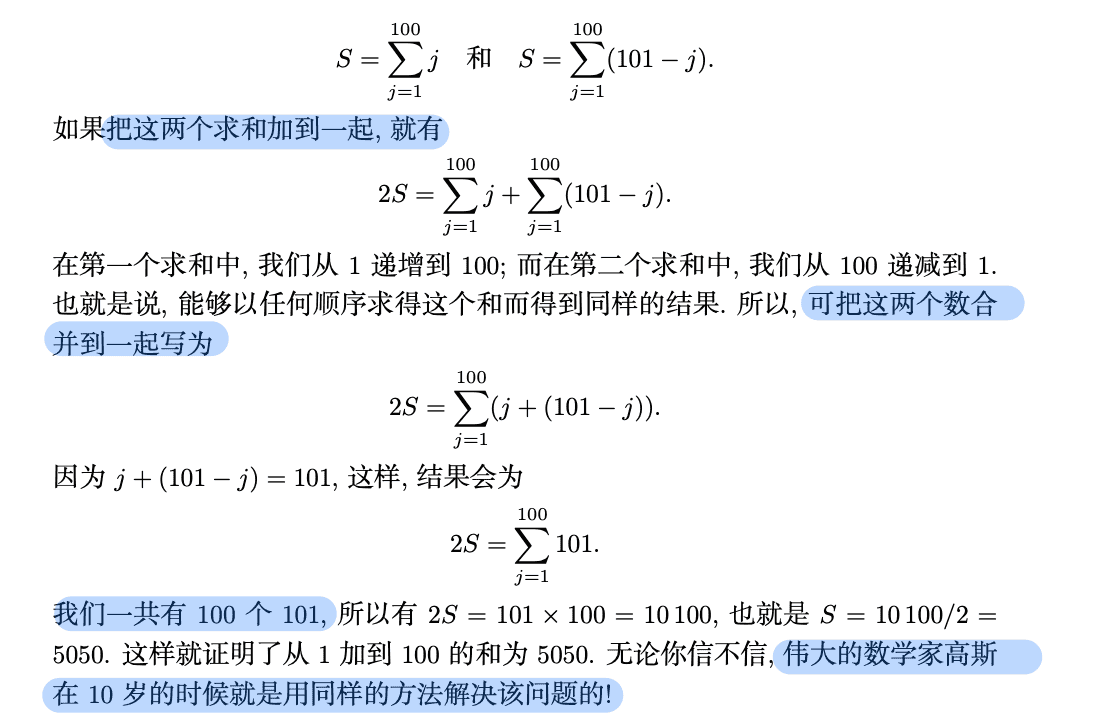 S = \sum_{j=1}^{100} j 和 S = \sum_{j=1}^{100} (101 − j).
如果把这两个求和加到一起, 就有
2S = \sum_{j=1}^{100} j + \sum_{j=1}^{100} (101 − j).
在第一个求和中, 我们从 1 递增到 100; 而在第二个求和中, 我们从 100 递减到 1.
也就是说, 能够以任何顺序求得这个和而得到同样的结果. 所以, 可把这两个数合
并到一起写为
2S = \sum_{j=1}^{100} (j + (101 − j)).
因为 j + (101 − j) = 101, 这样, 结果会为
2S = \sum_{j=1}^{100} 101.
我们一共有 100 个 101, 所以有 2S = 101 × 100 = 10 100, 也就是 S = 10 100/2 =
5050. 这样就证明了从 1 加到 100 的和为 5050. 无论你信不信, 伟大的数学家高斯
在 10 岁的时候就是用同样的方法解决该问题的!